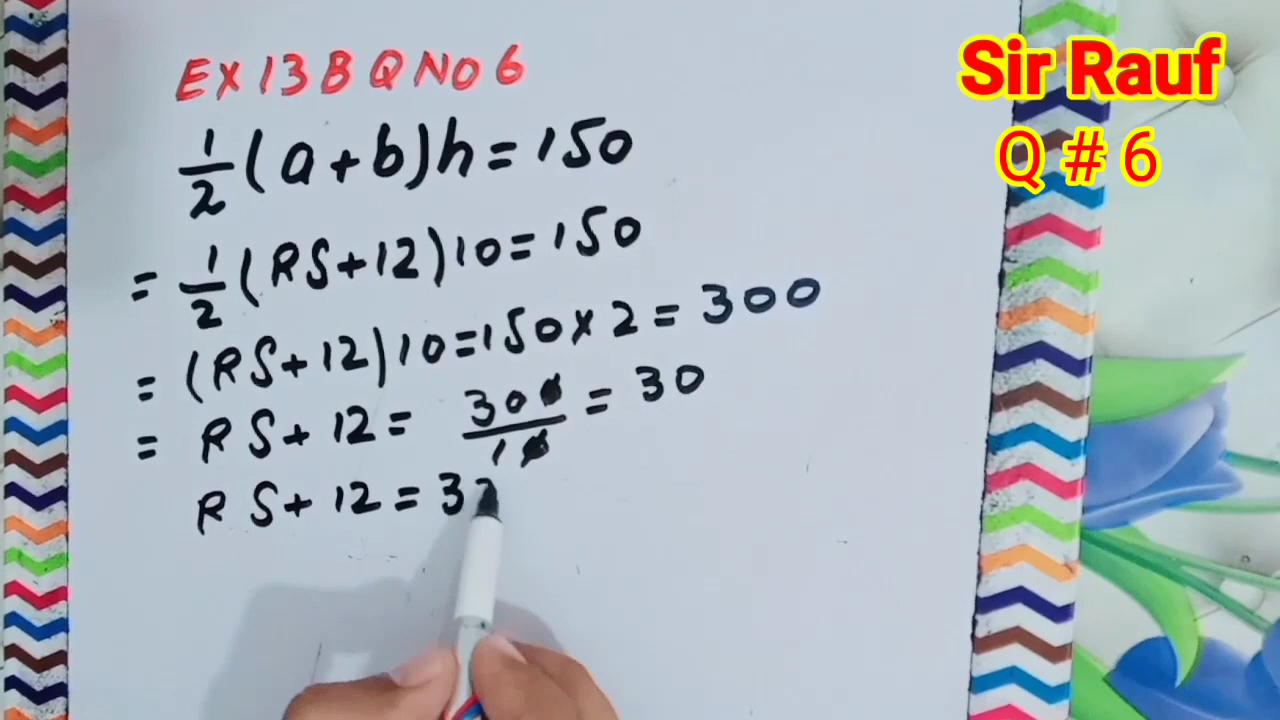 EX 13 B Q NO 6
1/2 (a + b)h = 150
= 1/2 (RS + 12)10 = 150
= (RS + 12)10 = 150 x 2 = 300
= RS + 12 = 300/10 = 30
RS + 12 = 3
Sir Rauf
Q # 6